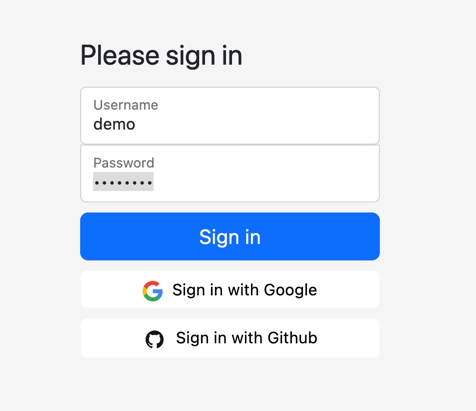 Please sign in
Username
demo
Password
••••••••
Sign in
Sign in with Google
Sign in with Github